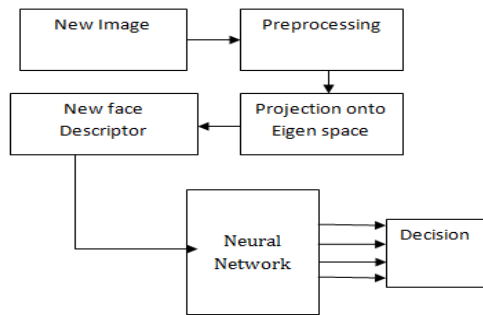 New Image
Preprocessing
New face
Descriptor
Projection onto
Eigen space
Neural
Network
Decision